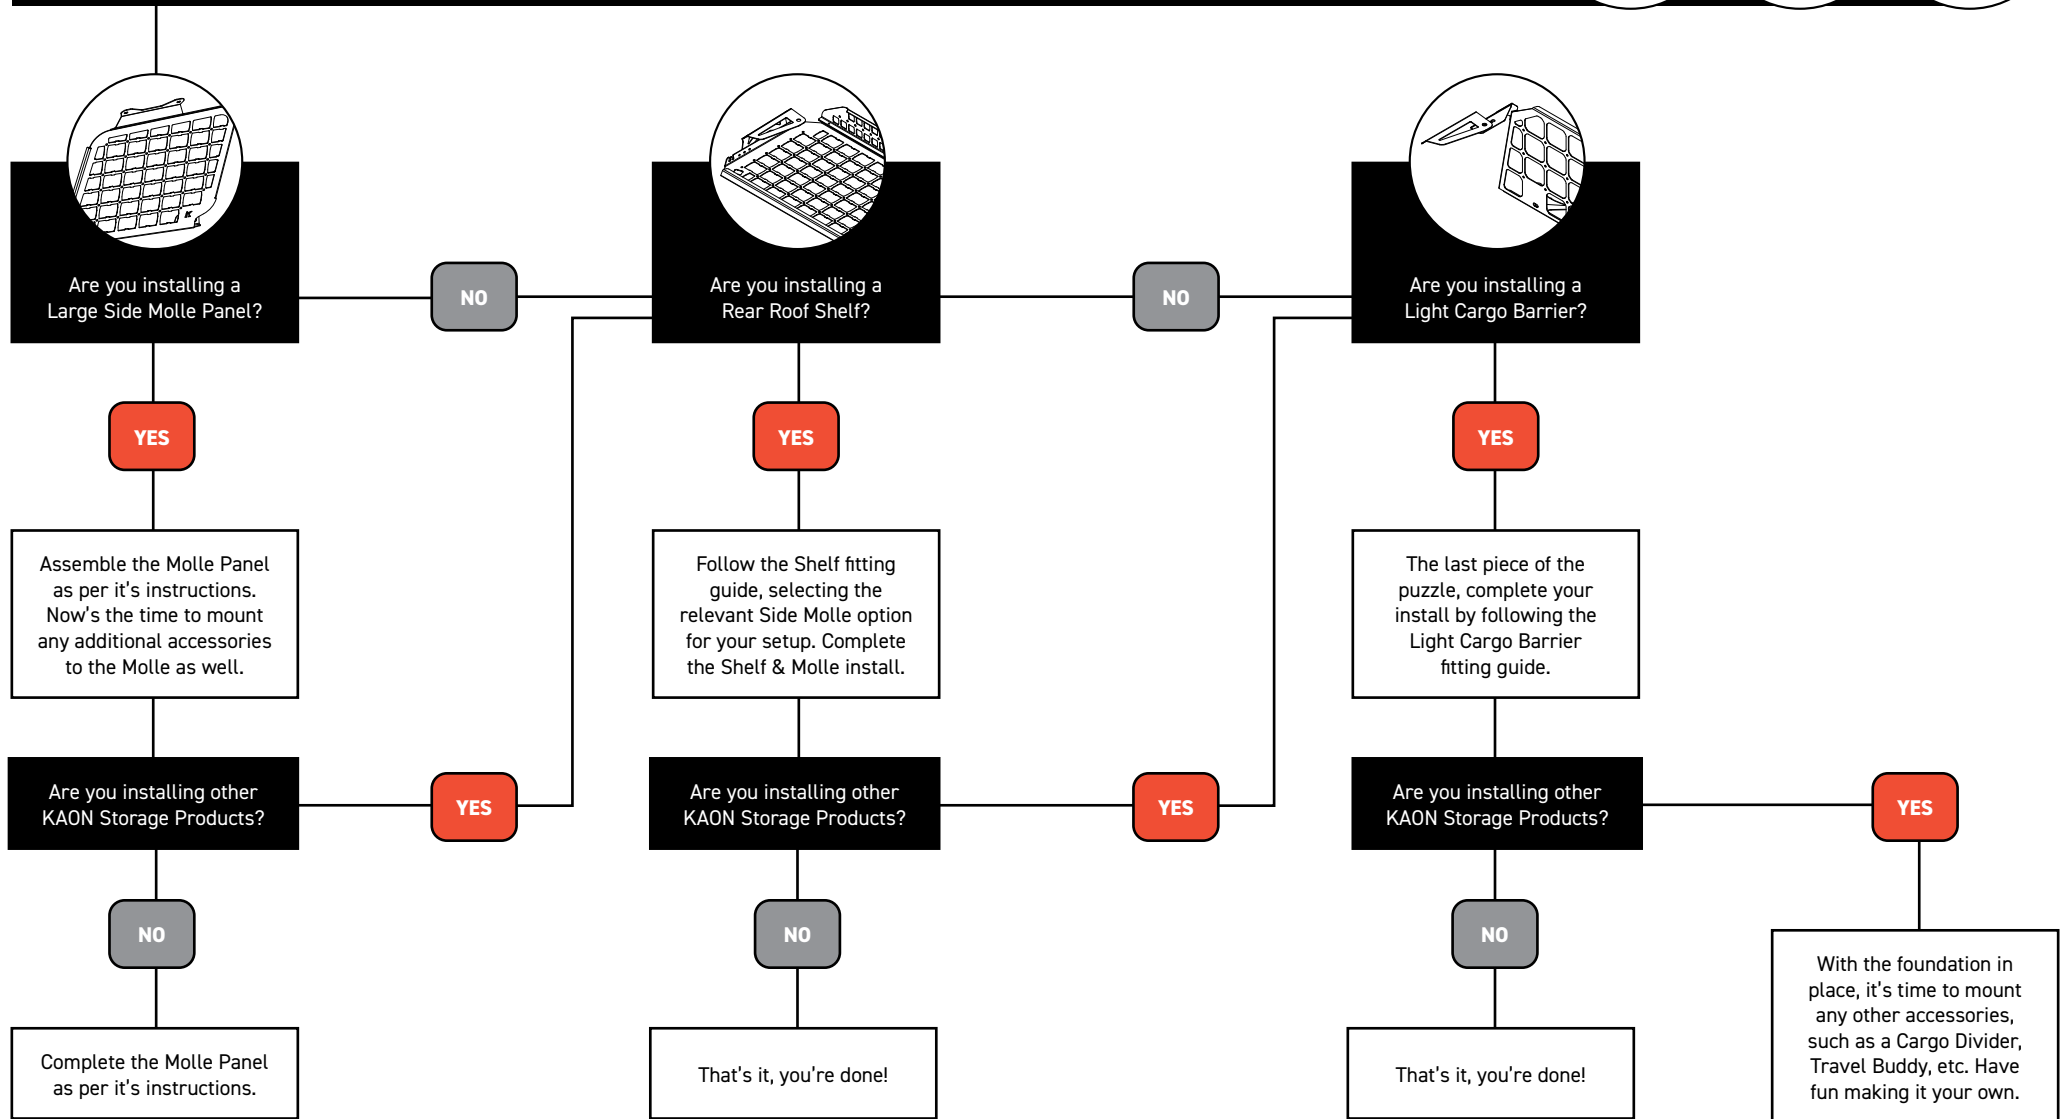 Are you installing a
Large Side Molle Panel?
NO
Are you installing a
Rear Roof Shelf?
NO
Are you installing a
Light Cargo Barrier?
YES
YES
YES
Assemble the Molle Panel
as per it's instructions.
Now's the time to mount
any additional accessories
to the Molle as well.
Follow the Shelf fitting
guide, selecting the
relevant Side Molle option
for your setup. Complete
the Shelf & Molle install.
The last piece of the
puzzle, complete your
install by following the
Light Cargo Barrier
fitting guide.
Are you installing other
KAON Storage Products?
YES
Are you installing other
KAON Storage Products?
YES
Are you installing other
KAON Storage Products?
YES
NO
NO
NO
Complete the Molle Panel
as per it's instructions.
That's it, you're done!
That's it, you're done!
With the foundation in
place, it's time to mount
any other accessories,
such as a Cargo Divider,
Travel Buddy, etc. Have
fun making it your own.